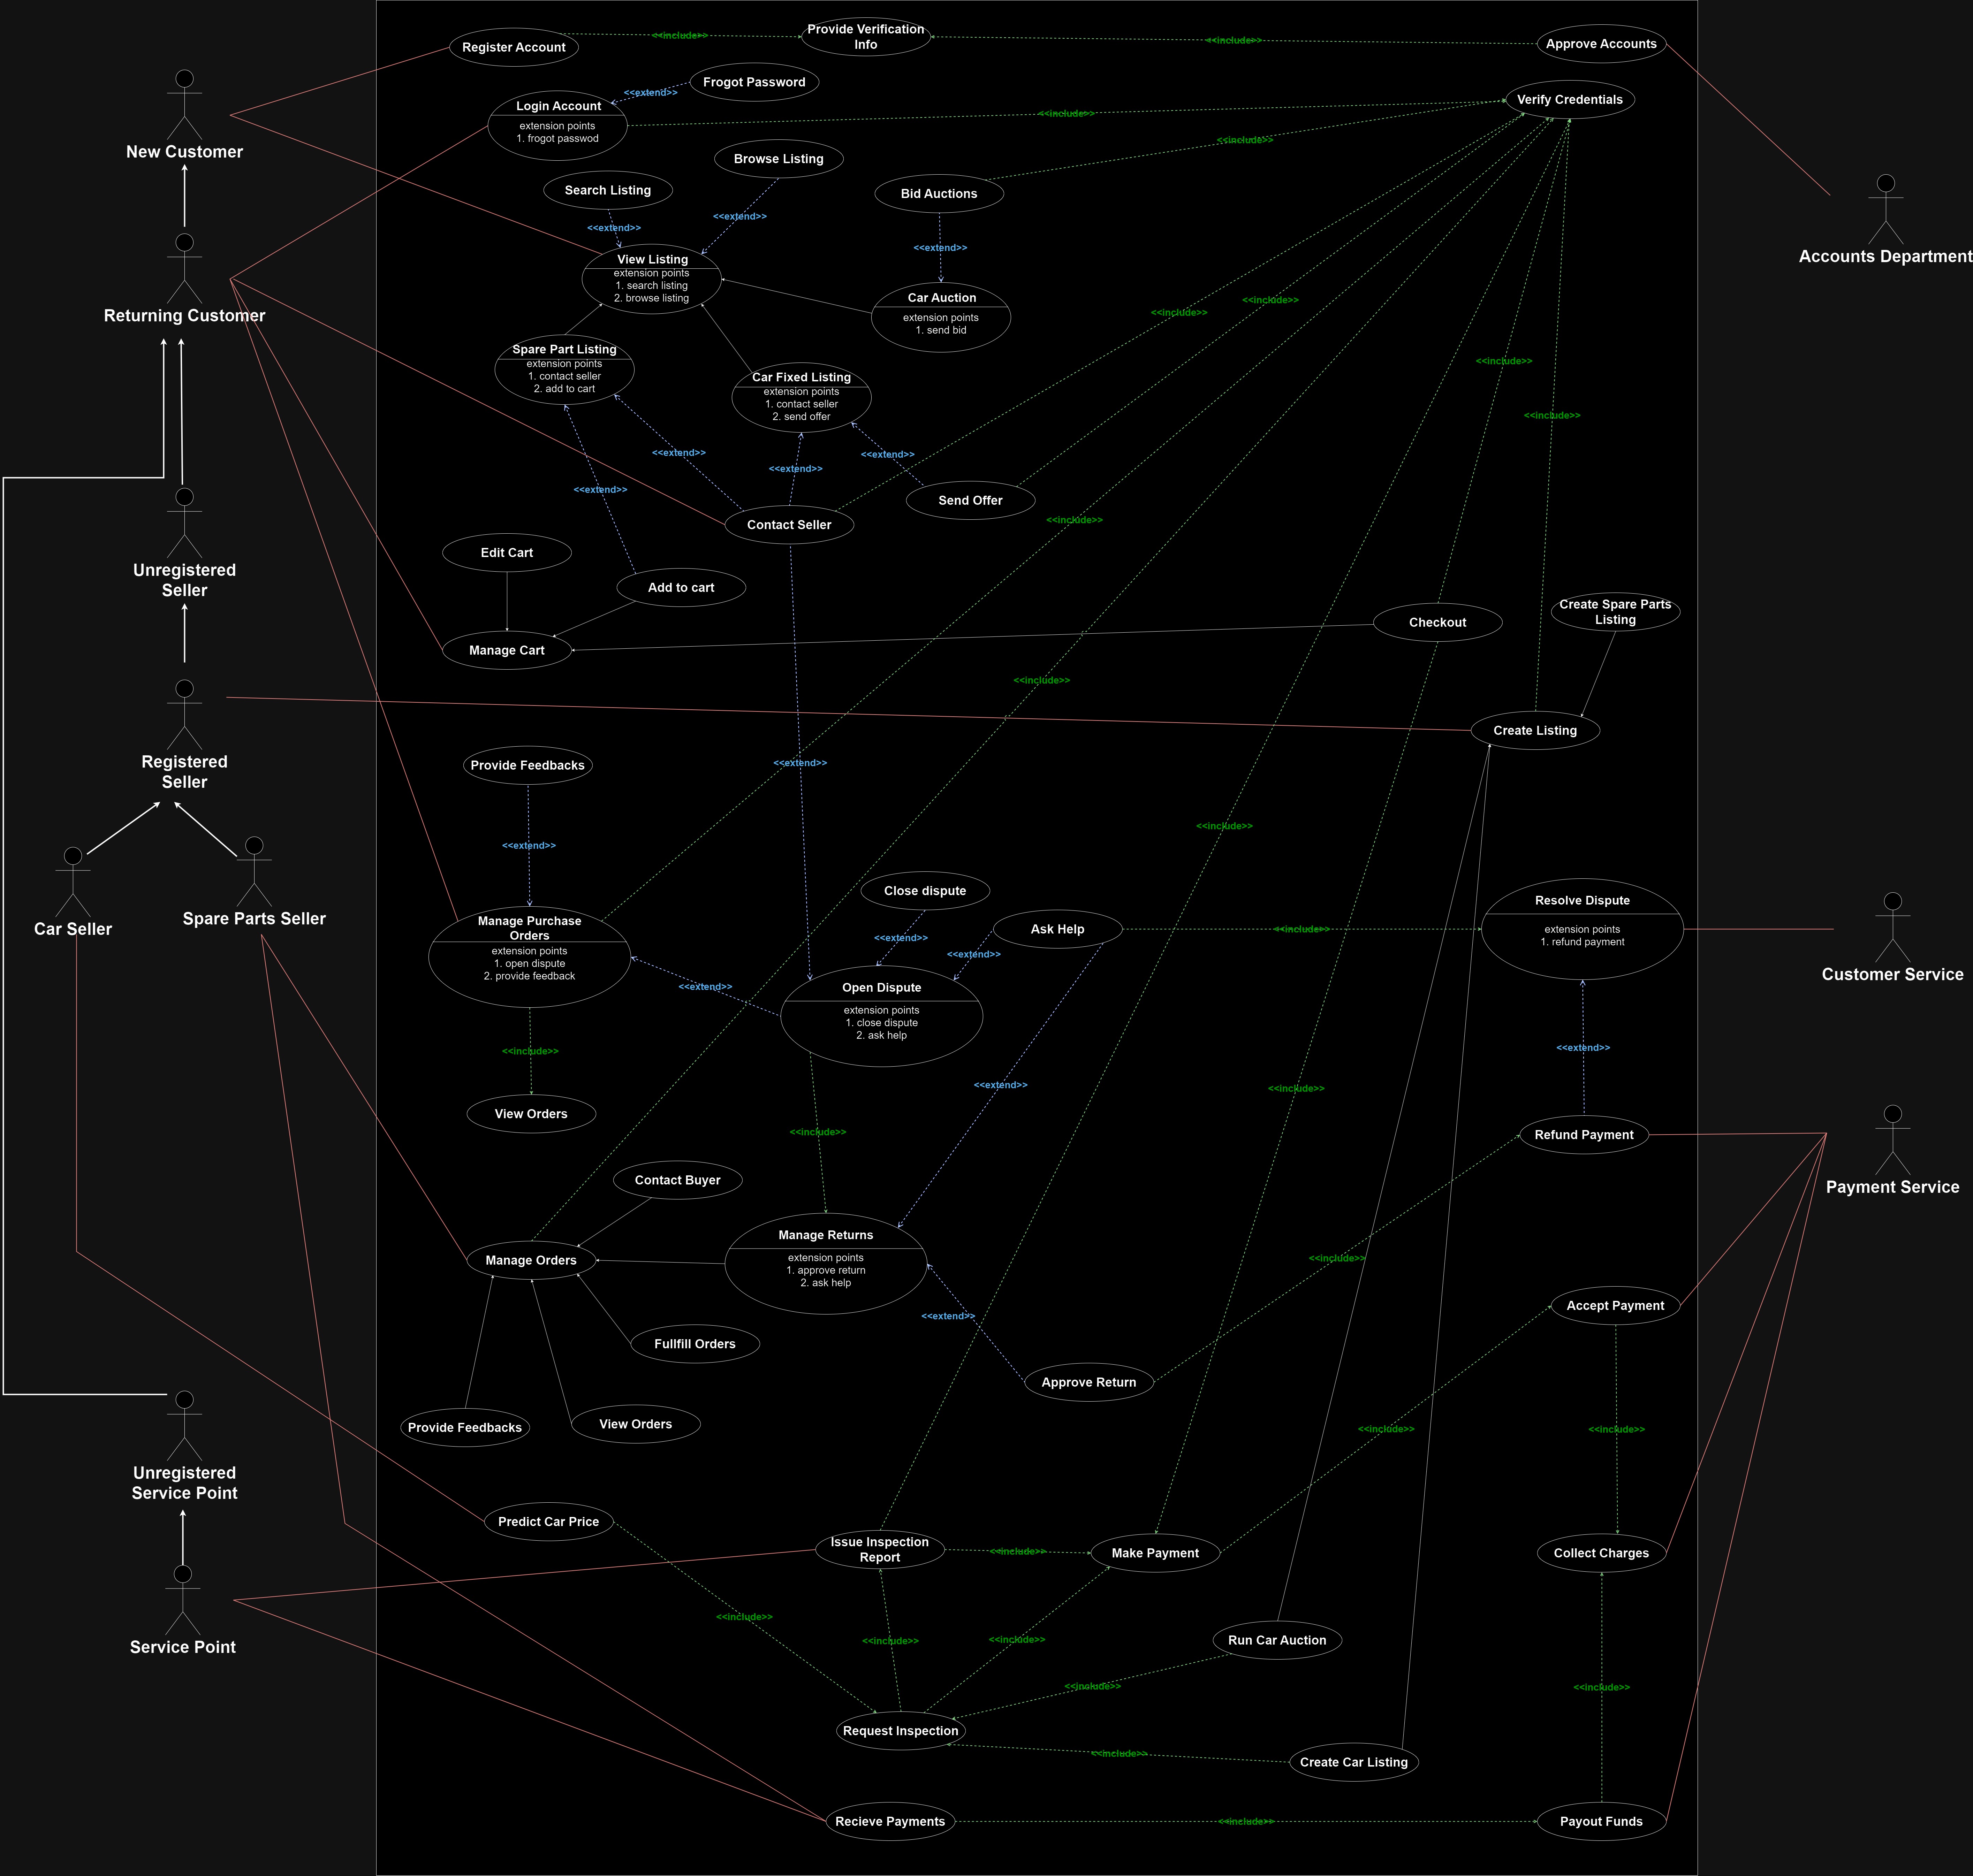 Register Account
<<include>>
Provide Verification
Info
<<include>>
Approve Accounts
New Customer
Frogot Password
<<extend>>
Login Account
extension points
1. frogot passwod
<<include>>
Verify Credentials
<<include>>
Browse Listing
Search Listing
Bid Auctions
<<extend>>
<<extend>>
<<extend>>
Accounts Department
View Listing
extension points
1. search listing
2. browse listing
Car Auction
extension points
1. send bid
Returning Customer
<<include>>
<<include>>
Spare Part Listing
extension points
1. contact seller
2. add to cart
Car Fixed Listing
extension points
1. contact seller
2. send offer
<<include>>
<<include>>
<<extend>>
<<extend>>
<<extend>>
<<extend>>
Send Offer
Contact Seller
<<include>>
Unregistered
Seller
Edit Cart
Add to cart
Create Spare Parts
Listing
Checkout
Manage Cart
<<include>>
Create Listing
Registered
Seller
Provide Feedbacks
<<extend>>
<<include>>
<<extend>>
Close dispute
Ask Help
<<include>>
Resolve Dispute
extension points
1. refund payment
Car Seller
Spare Parts Seller
Manage Purchase
Orders
extension points
1. open dispute
2. provide feedback
<<extend>>
<<extend>>
<<extend>>
Open Dispute
extension points
1. close dispute
2. ask help
Customer Service
<<include>>
<<extend>>
<<extend>>
<<include>>
View Orders
<<include>>
Refund Payment
Payment Service
Contact Buyer
Manage Orders
Manage Returns
extension points
1. approve return
2. ask help
<<include>>
<<extend>>
Accept Payment
Fullfill Orders
Approve Return
Provide Feedbacks
View Orders
<<include>>
<<include>>
Unregistered
Service Point
Predict Car Price
Issue Inspection
Report
<<include>>
Make Payment
Collect Charges
<<include>>
<<include>>
<<include>>
Run Car Auction
Service Point
<<include>>
<<include>>
Request Inspection
<<include>>
Create Car Listing
Recieve Payments
<<include>>
Payout Funds